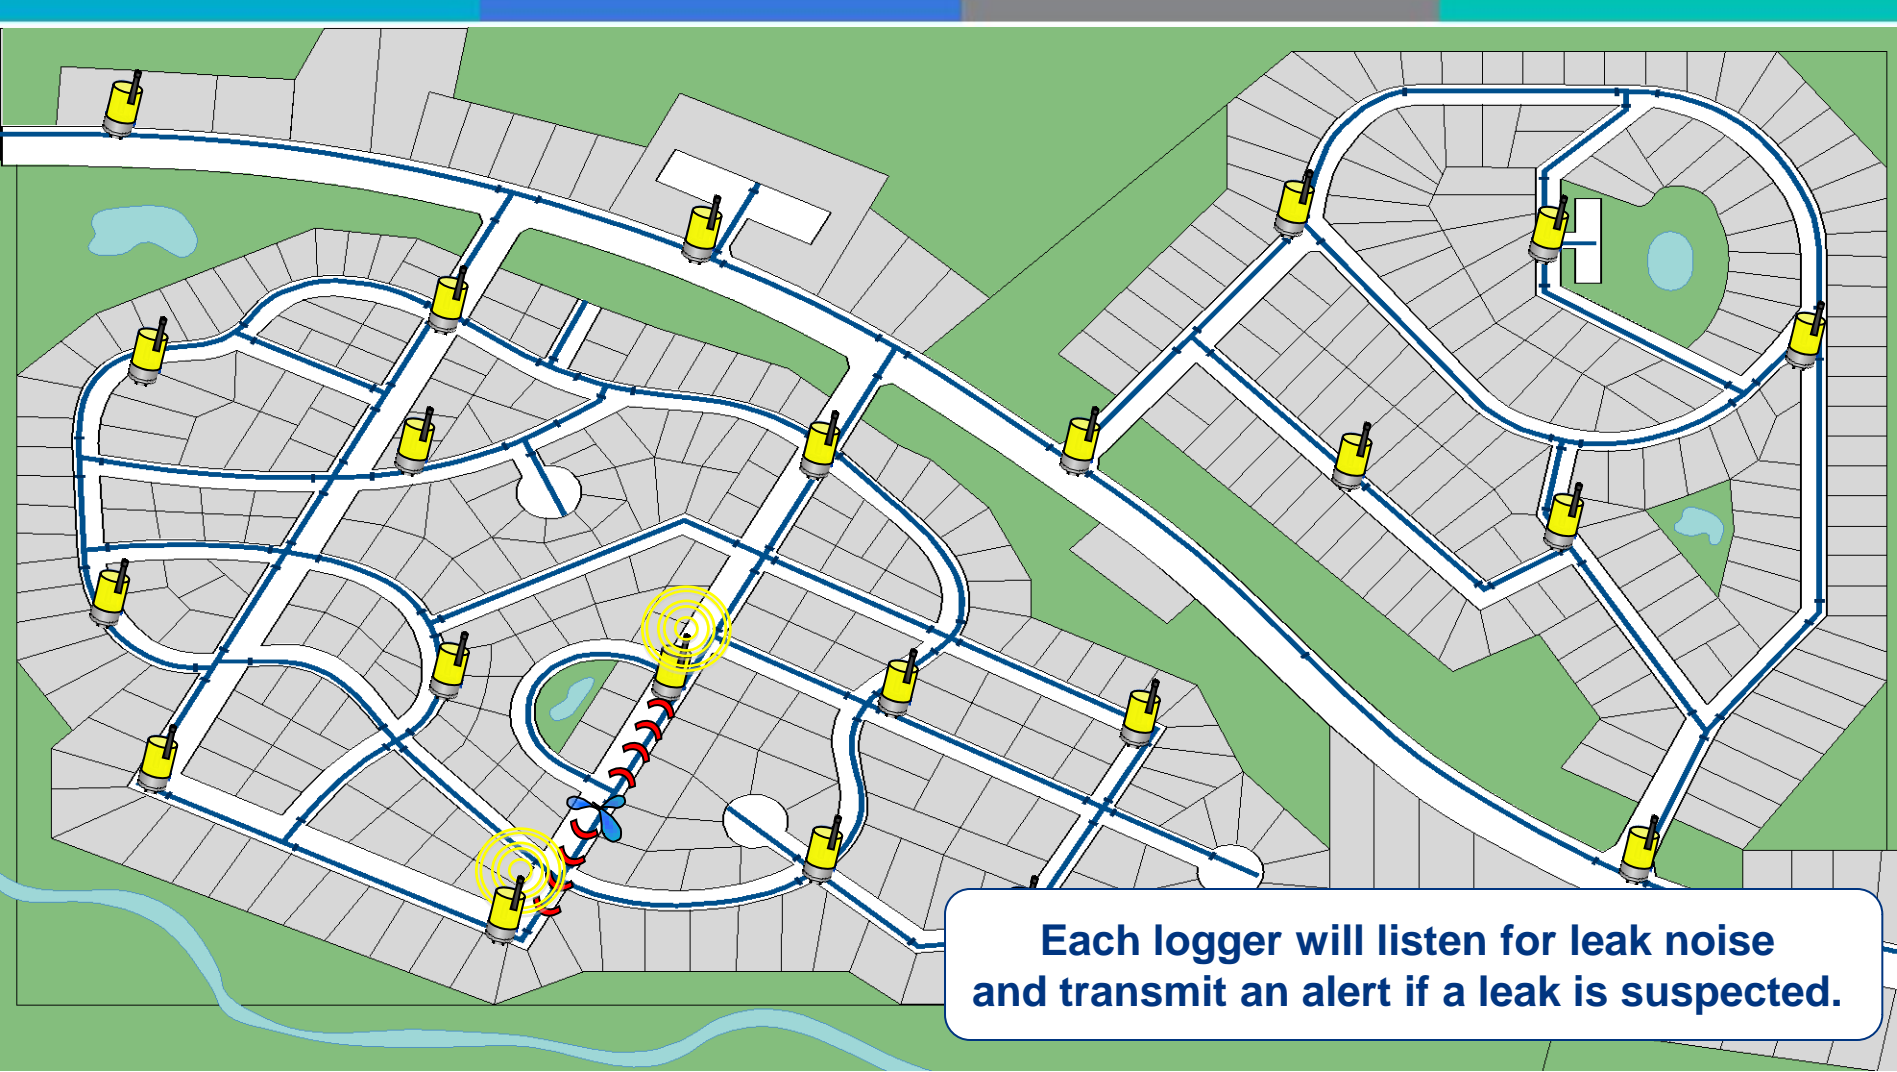 Each logger will listen for leak noise
and transmit an alert if a leak is suspected.